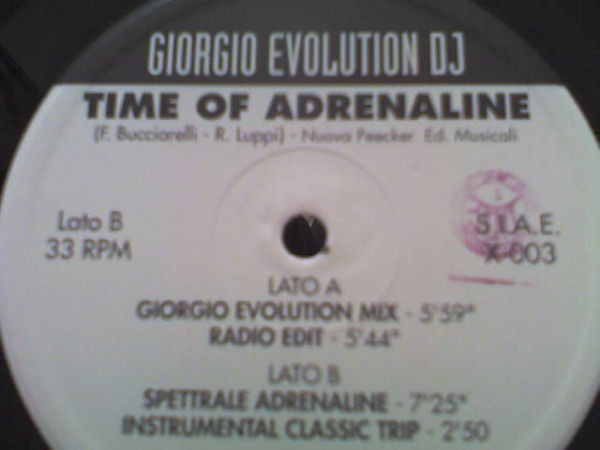 GIORGIO EVOLUTION DJ
TIME OF ADRENALINE
(F. Bucciarelli - R. Luppi) - Nuova Peecker Ed. Musicali
Lato B
33 RPM
S.I.A.E.
X-003
LATO A
GIORGIO EVOLUTION MIX - 5'59"
RADIO EDIT - 5'44"
LATO B
SPETTRALE ADRENALINE - 7'25"
INSTRUMENTAL CLASSIC TRIP - 2'50